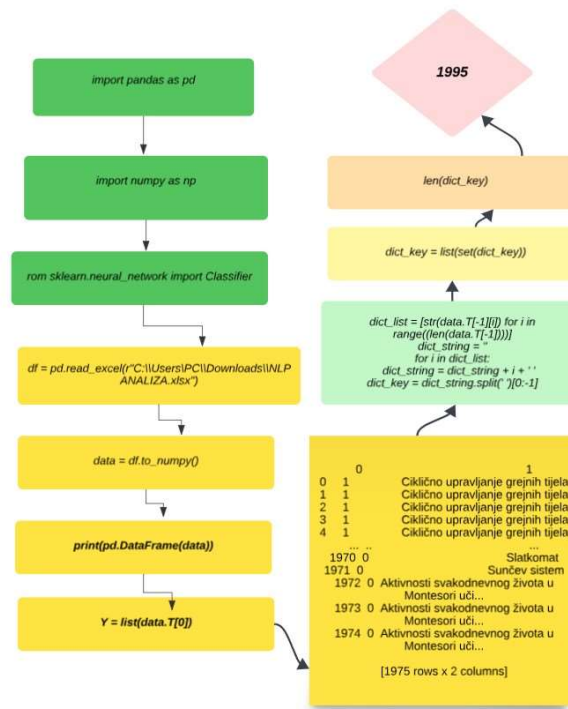 import pandas as pd
import numpy as np
rom sklearn.neural_network import Classifier
df = pd.read_excel(r"C:\\Users\PC\\Downloads\\NLP
ANALIZA.xlsx")
data = df.to_numpy()
print(pd.DataFrame(data))
Y = list(data.T[0])
0 1
0 1 Ciklično upravljanje grejnih tijela
1 1 Ciklično upravljanje grejnih tijela
2 1 Ciklično upravljanje grejnih tijela
3 1 Ciklično upravljanje grejnih tijela
4 1 Ciklično upravljanje grejnih tijela
... .. ...
1970 0 Slatkomat
1971 0 Sunčev sistem
1972 0 Aktivnosti svakodnevnog života u
Montesori uči...
1973 0 Aktivnosti svakodnevnog života u
Montesori uči...
1974 0 Aktivnosti svakodnevnog života u
Montesori uči...
[1975 rows x 2 columns]
dict_list = [str(data.T[-1][i]) for i in
range((len(data.T[-1])))]
dict_string = ''
for i in dict_list:
dict_string = dict_string + i + ' '
dict_key = dict_string.split(' ')[0:-1]
dict_key = list(set(dict_key))
len(dict_key)
1995